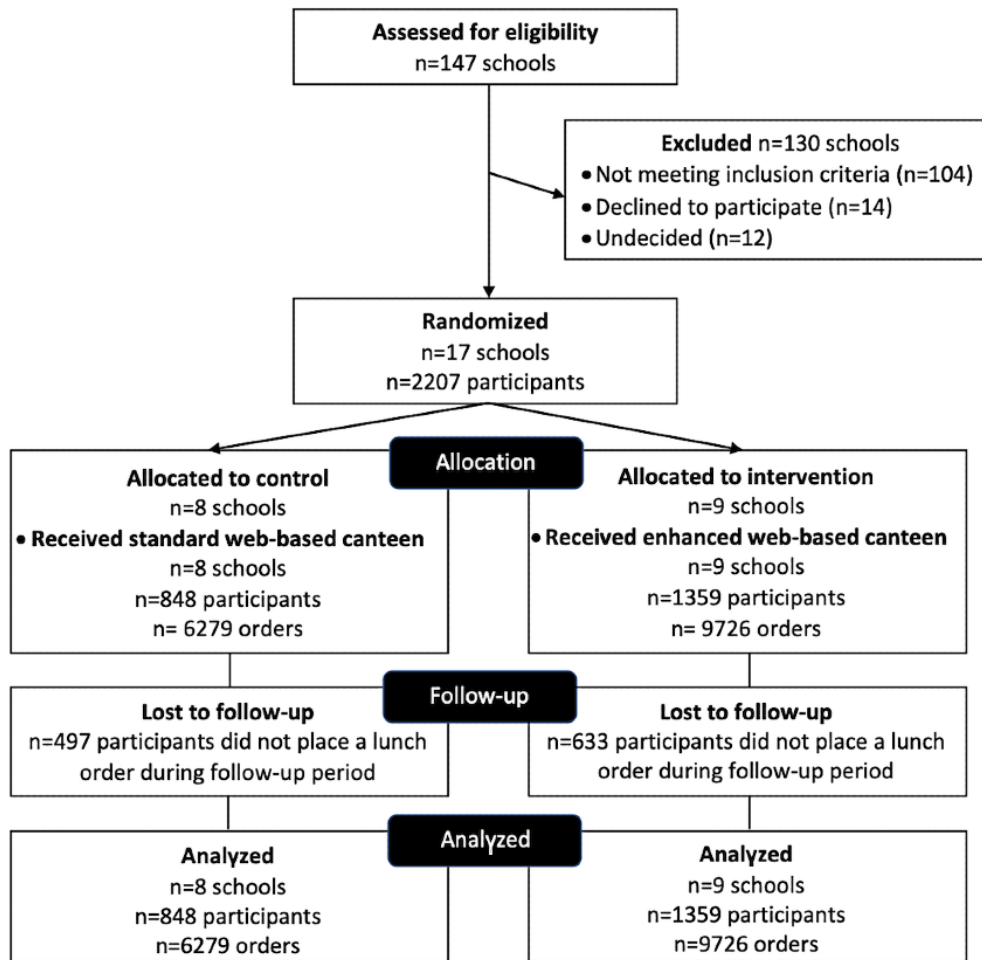 Assessed for eligibility
n=147 schools
Excluded n=130 schools
• Not meeting inclusion criteria (n=104)
• Declined to participate (n=14)
• Undecided (n=12)
Randomized
n=17 schools
n=2207 participants
Allocation
Allocated to control
n=8 schools
• Received standard web-based canteen
n=8 schools
n=848 participants
n= 6279 orders
Allocated to intervention
n=9 schools
• Received enhanced web-based canteen
n=9 schools
n=1359 participants
n= 9726 orders
Follow-up
Lost to follow-up
n=497 participants did not place a lunch
order during follow-up period
Lost to follow-up
n=633 participants did not place a lunch
order during follow-up period
Analyzed
Analyzed
n=8 schools
n=848 participants
n=6279 orders
Analyzed
n=9 schools
n=1359 participants
n=9726 orders